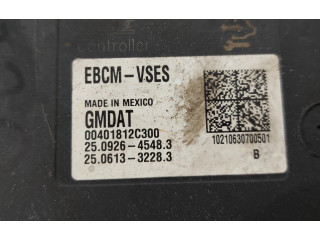 controller
EBCM-VSES
MADE IN MEXICO
GMDAT
00401812C300
25.0926-4548.3
25.0613-3228.3
10210630700501
B